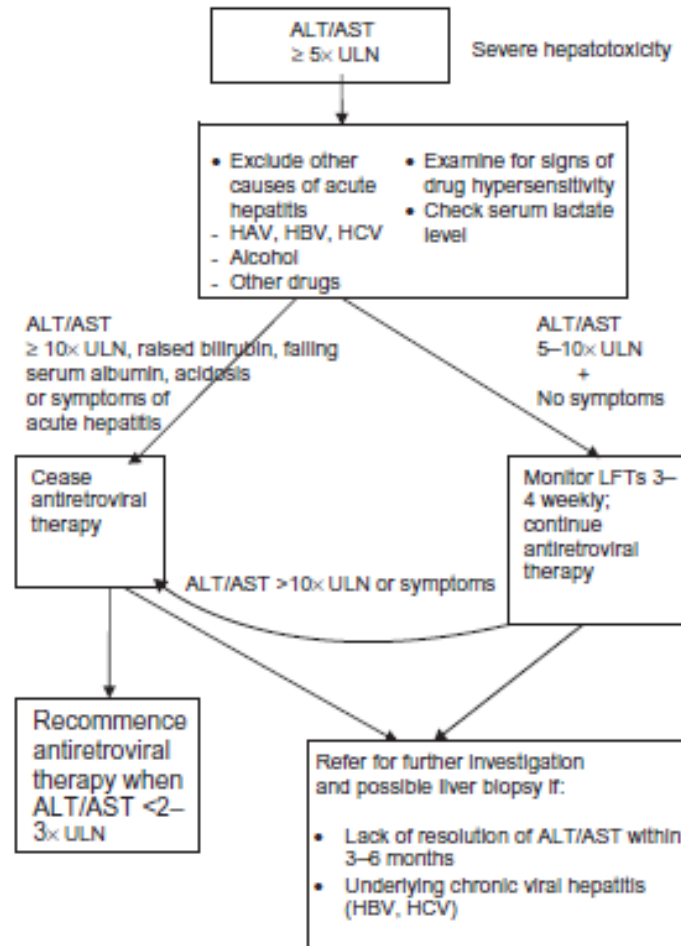 ALT/AST
≥ 5× ULN
Severe hepatotoxicity
• Exclude other
causes of acute
hepatitis
- HAV, HBV, HCV
- Alcohol
- Other drugs
• Examine for signs of
drug hypersensitivity
• Check serum lactate
level
ALT/AST
≥ 10× ULN, raised bilirubin, falling
serum albumin, acidosis
or symptoms of
acute hepatitis
ALT/AST
5–10× ULN
+
No symptoms
Cease
antiretroviral
therapy
Monitor LFTs 3–
4 weekly;
continue
antiretroviral
therapy
ALT/AST >10× ULN or symptoms
Recommence
antiretroviral
therapy when
ALT/AST <2–
3× ULN
Refer for further investigation
and possible liver biopsy if:
• Lack of resolution of ALT/AST within
3–6 months
• Underlying chronic viral hepatitis
(HBV, HCV)